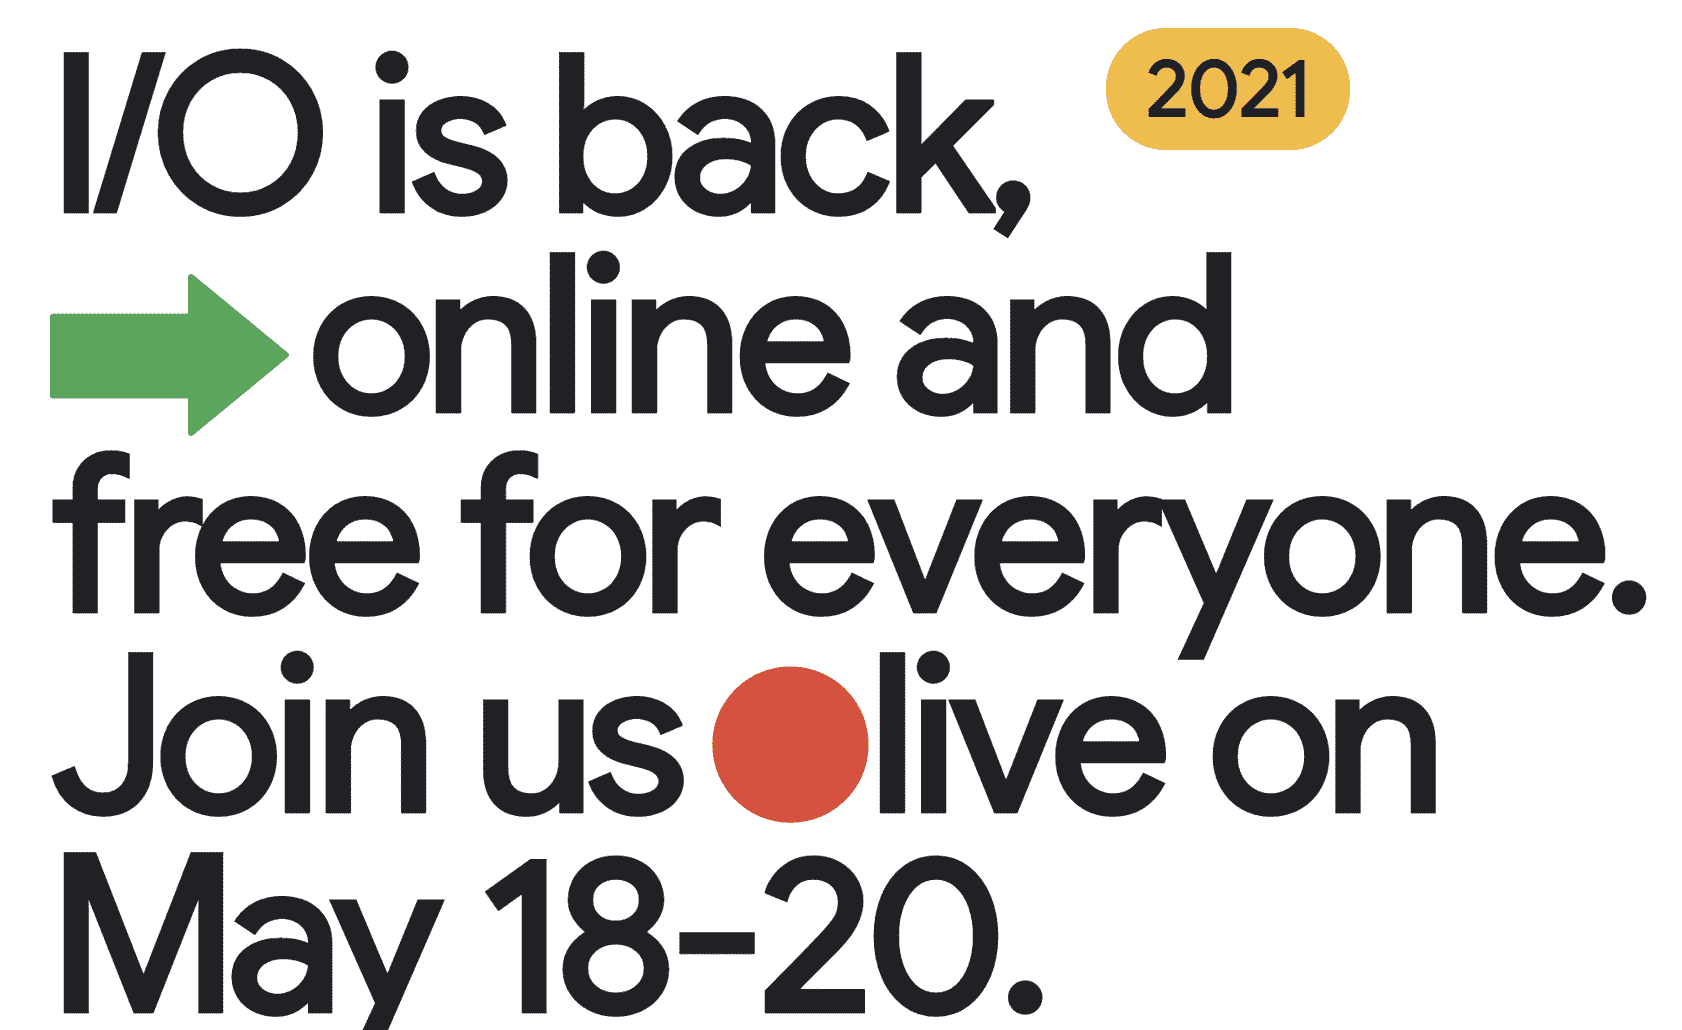 I/O is back, 2021
online and
free for everyone.
Join us live on
May 18–20.